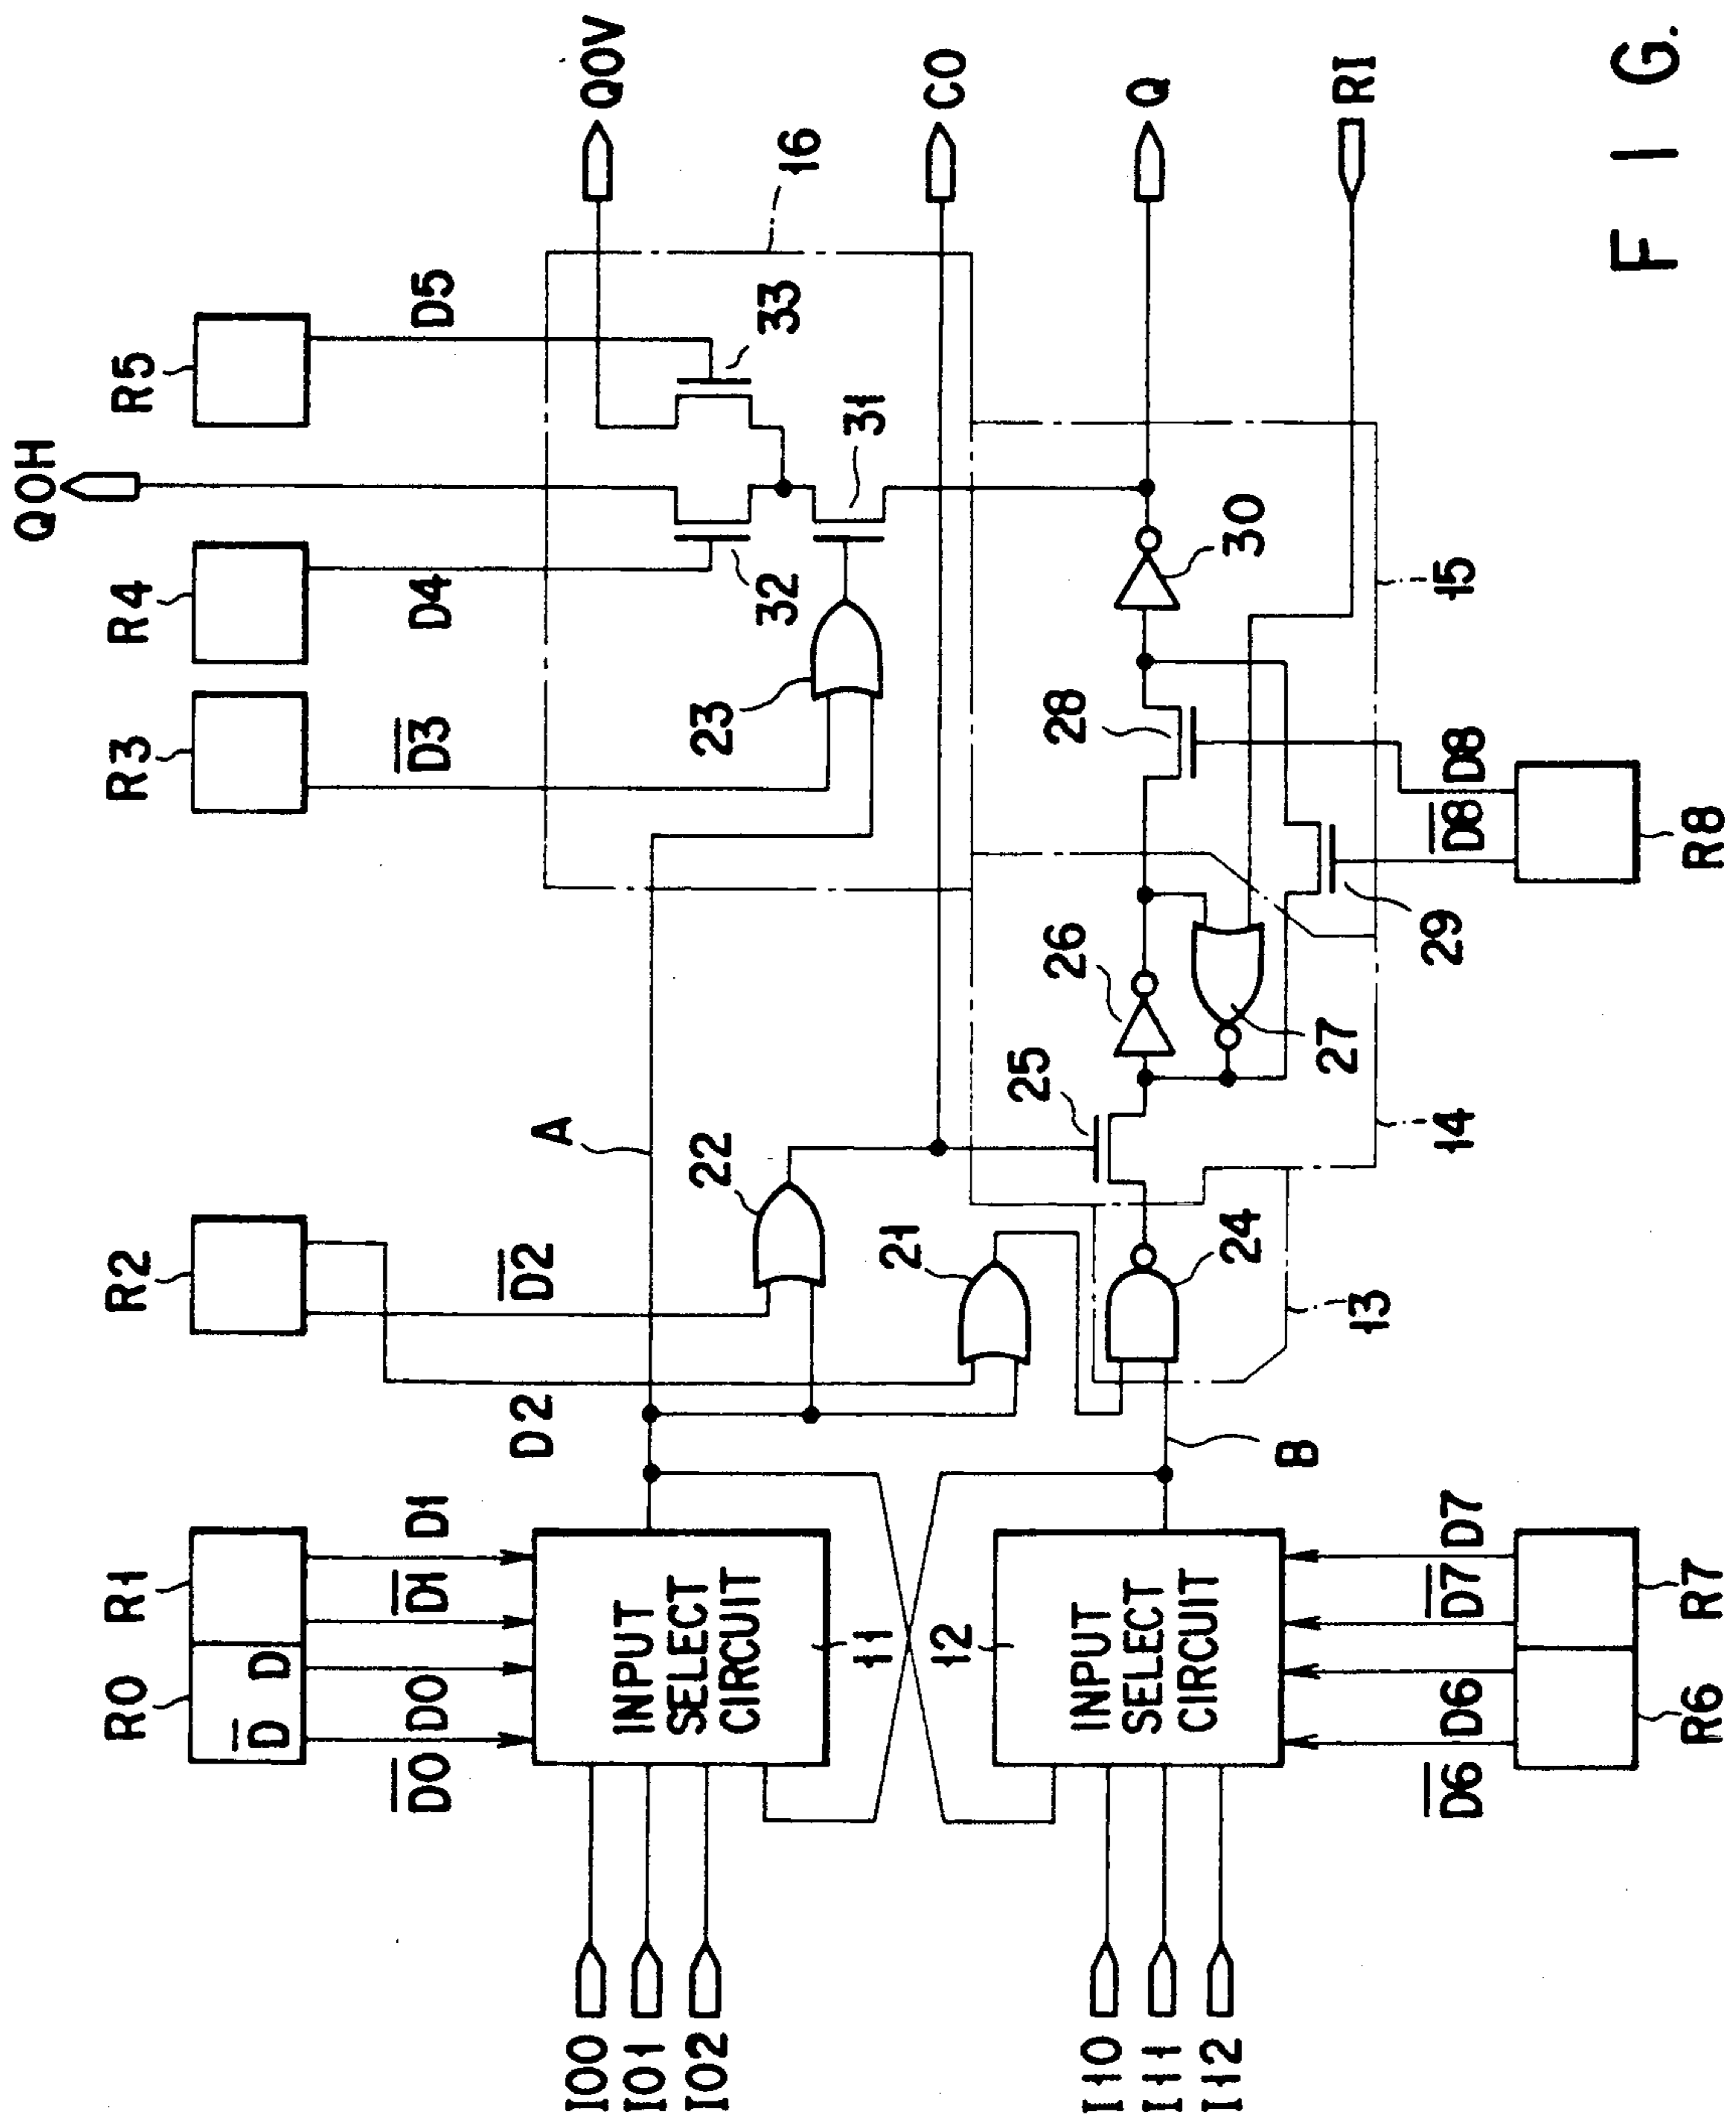 R0
R1
R2
R3
R4
QOH
R5
D̅
D
D̅0̅
D0
D̅1̅
D1
D2
D̅2̅
D̅3̅
D4
D5
QOV
I00
I01
I02
INPUT
SELECT
CIRCUIT
11
A
22
23
32
31
33
16
CO
21
12
INPUT
SELECT
CIRCUIT
I10
I11
I12
B
24
13
25
26
27
28
29
30
14
15
Q
RI
D̅6̅
D6
D̅7̅
D7
D̅8̅
D8
R6
R7
R8
F I G.